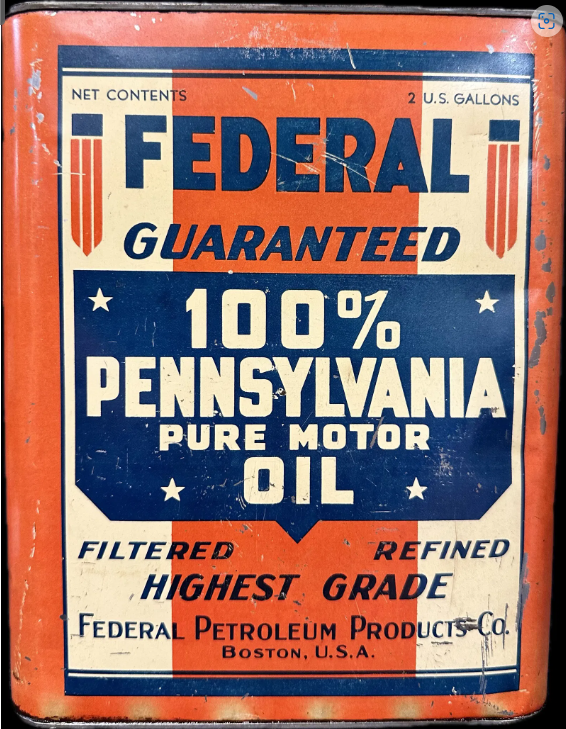 NET CONTENTS 2 U.S. GALLONS
FEDERAL
GUARANTEED
100%
PENNSYLVANIA
PURE MOTOR
OIL
FILTERED REFINED
HIGHEST GRADE
FEDERAL PETROLEUM PRODUCTS CO.
BOSTON, U.S.A.